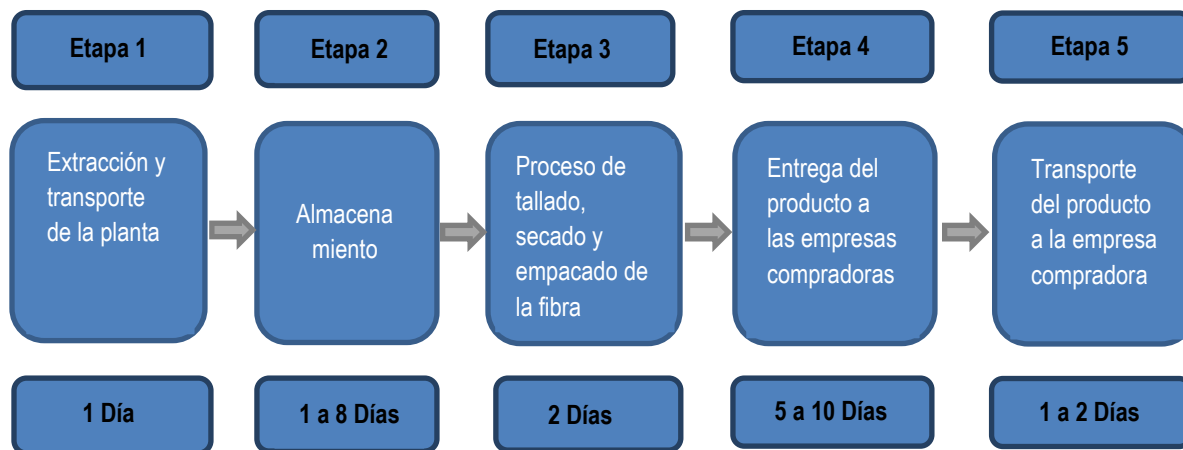 Etapa 1
Etapa 2
Etapa 3
Etapa 4
Etapa 5
Extracción y
transporte
de la planta
Almacena
miento
Proceso de
tallado,
secado y
empacado de
la fibra
Entrega del
producto a
las empresas
compradoras
Transporte
del producto
a la empresa
compradora
1 Día
1 a 8 Días
2 Días
5 a 10 Días
1 a 2 Días